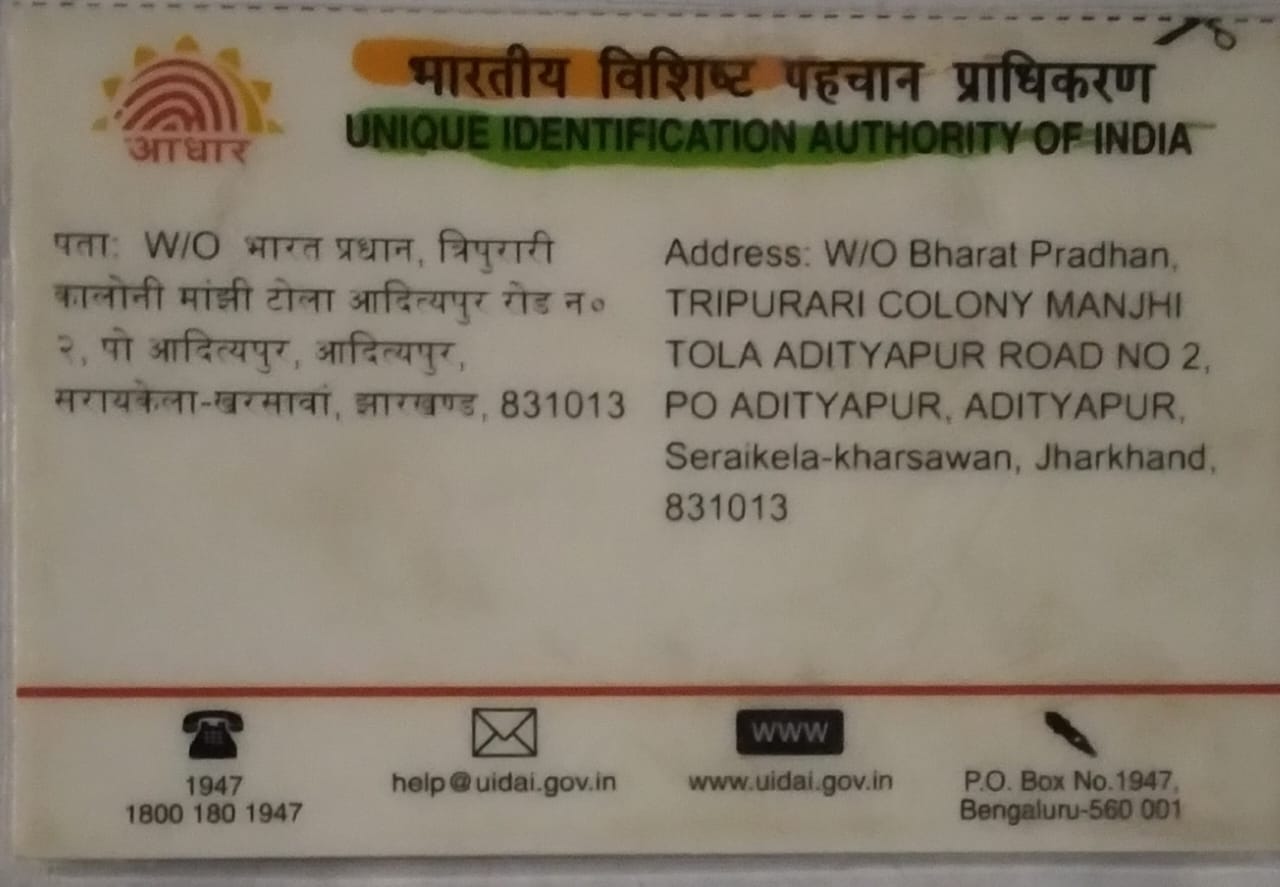 आधार
भारतीय विशिष्ट पहचान प्राधिकरण
UNIQUE IDENTIFICATION AUTHORITY OF INDIA
पता: W/O भारत प्रधान, त्रिपुरारी
कालोनी मांझी टोला आदित्यपुर रोड न०
२, पो आदित्यपुर, आदित्यपुर,
सरायकेला-खरसावां, झारखण्ड, 831013
Address: W/O Bharat Pradhan,
TRIPURARI COLONY MANJHI
TOLA ADITYAPUR ROAD NO 2,
PO ADITYAPUR, ADITYAPUR,
Seraikela-kharsawan, Jharkhand,
831013
1947
1800 180 1947
help@uidai.gov.in
www
www.uidai.gov.in
P.O. Box No.1947,
Bengaluru-560 001